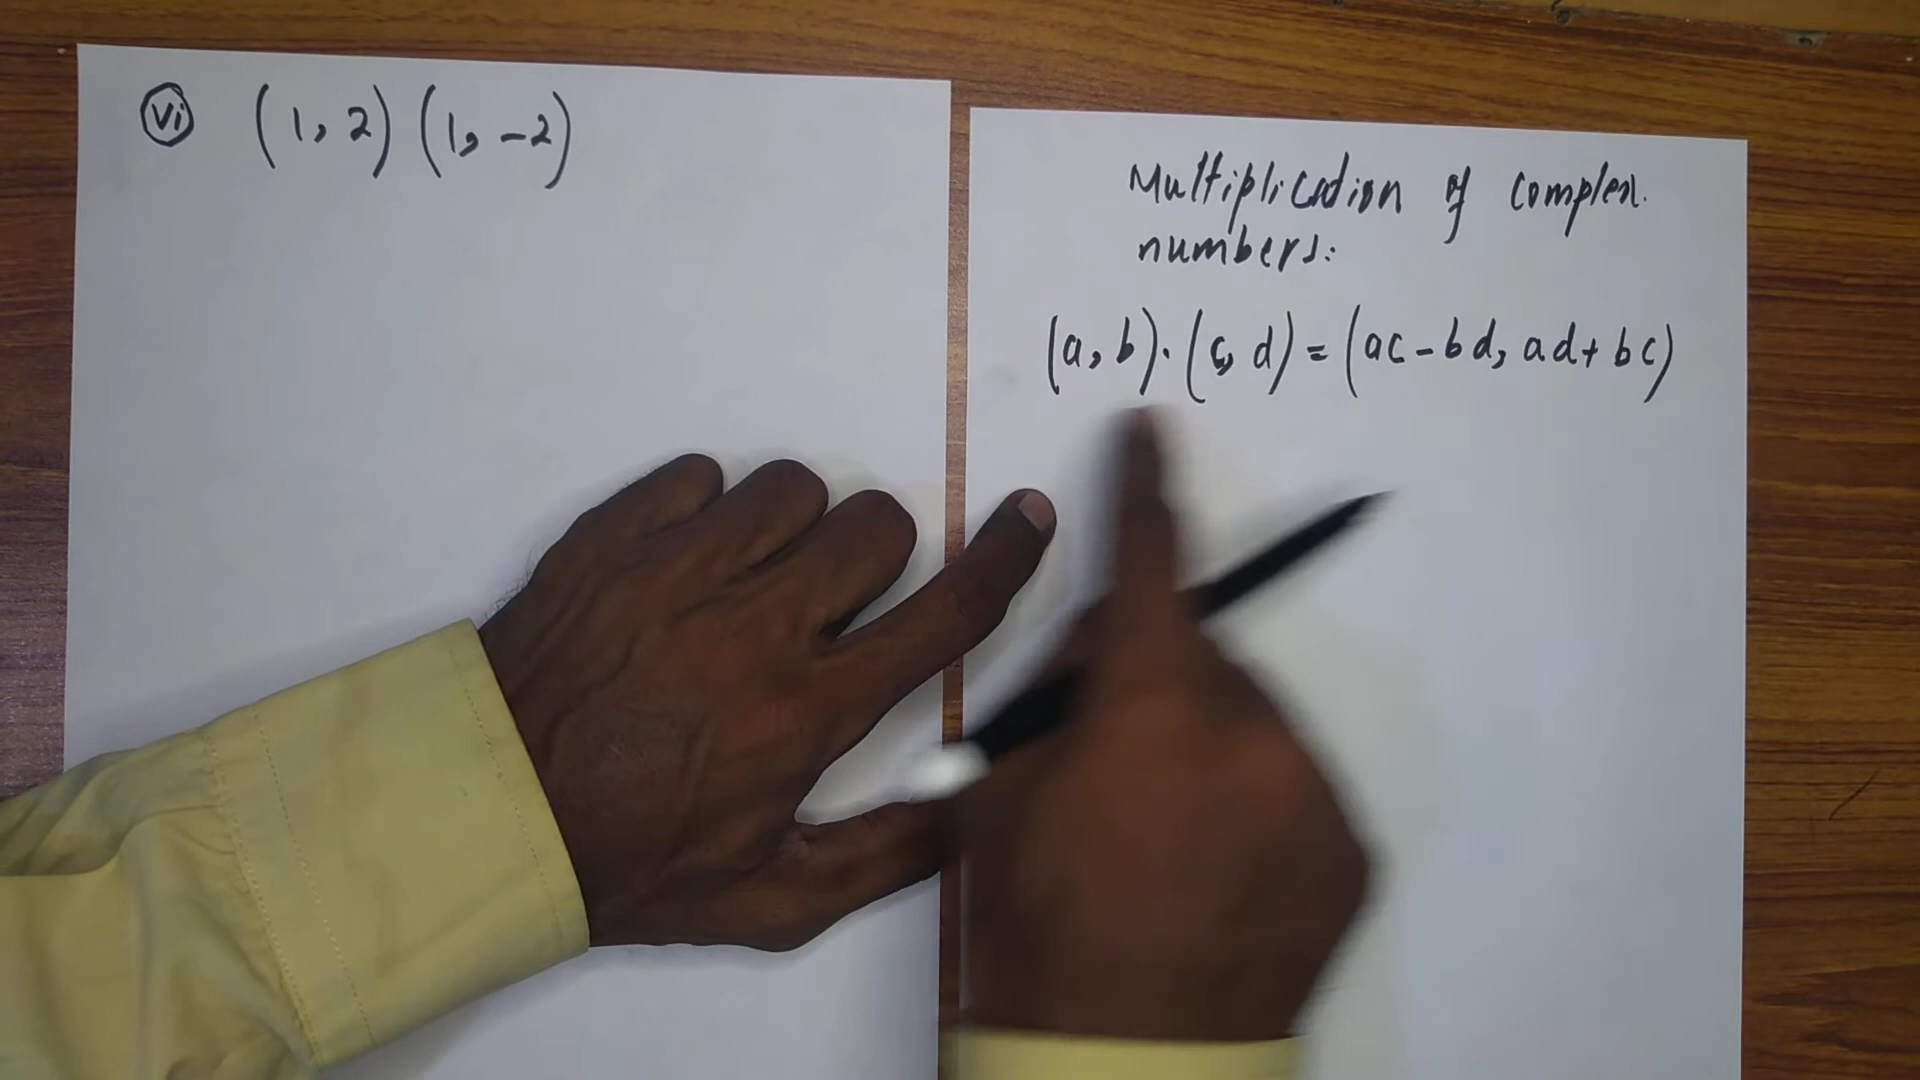 (vi) (1, 2) (1, -2)
Multiplication of complex
numbers:
(a, b) · (c, d) = (ac - bd, ad + bc)